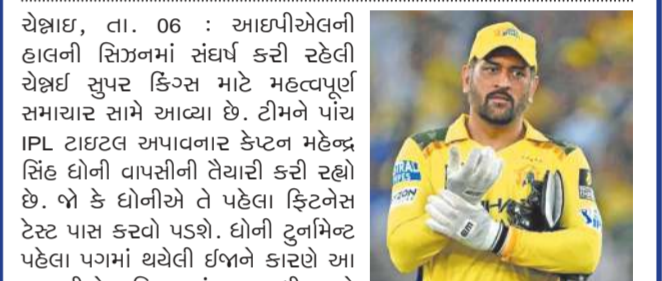 ચેન્નાઇ, તા. 06 : આઇપીએલની
હાલની સિઝનમાં સંઘર્ષ કરી રહેલી
ચેન્નઈ સુપર કિંગ્સ માટે મહત્વપૂર્ણ
સમાચાર સામે આવ્યા છે. ટીમને પાંચ
IPL ટાઇટલ અપાવનાર કેપ્ટન મહેન્દ્ર
સિંહ ધોની વાપસીની તૈયારી કરી રહ્યો
છે. જો કે ધોનીએ તે પહેલા ફિટનેસ
ટેસ્ટ પાસ કરવો પડશે. ધોની ટુર્નામેન્ટ
પહેલા પગમાં થયેલી ઈજાને કારણે આ